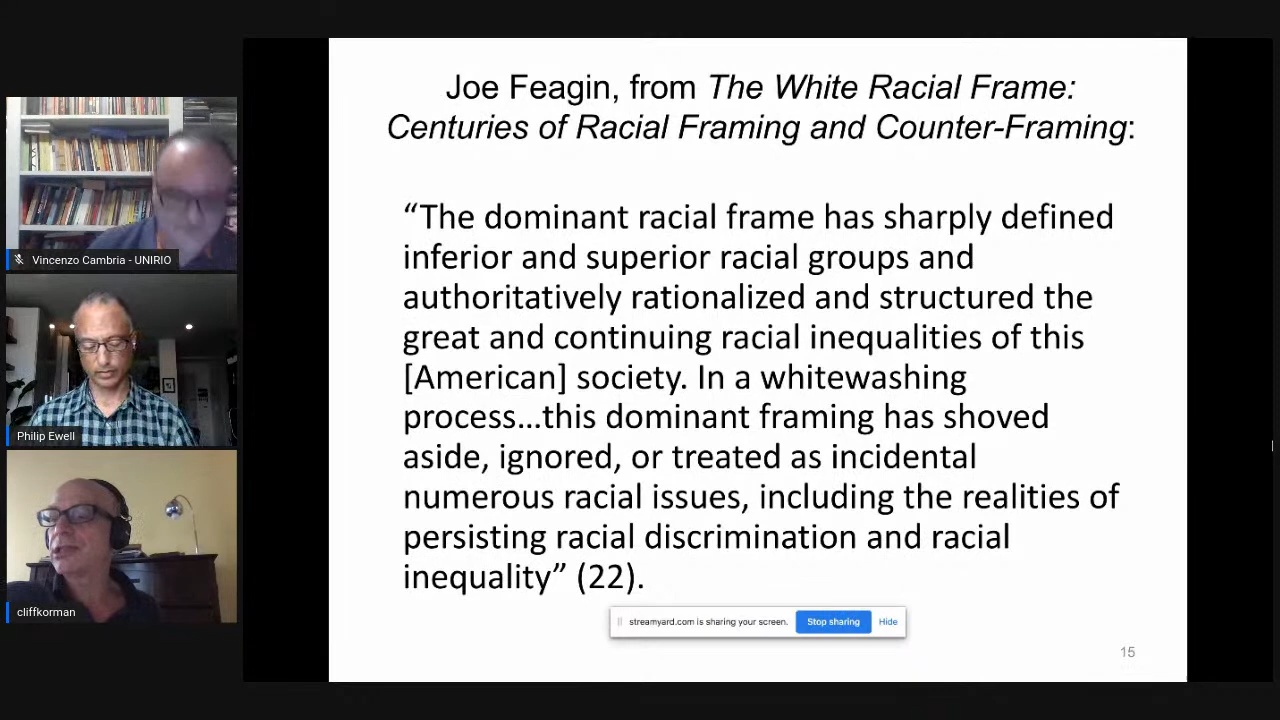 Joe Feagin, from The White Racial Frame:
Centuries of Racial Framing and Counter-Framing:
“The dominant racial frame has sharply defined
inferior and superior racial groups and
authoritatively rationalized and structured the
great and continuing racial inequalities of this
[American] society. In a whitewashing
process…this dominant framing has shoved
aside, ignored, or treated as incidental
numerous racial issues, including the realities of
persisting racial discrimination and racial
inequality” (22).
streamyard.com is sharing your screen. Stop sharing Hide
15
Vincenzo Cambria - UNIRIO
Philip Ewell
cliffkorman